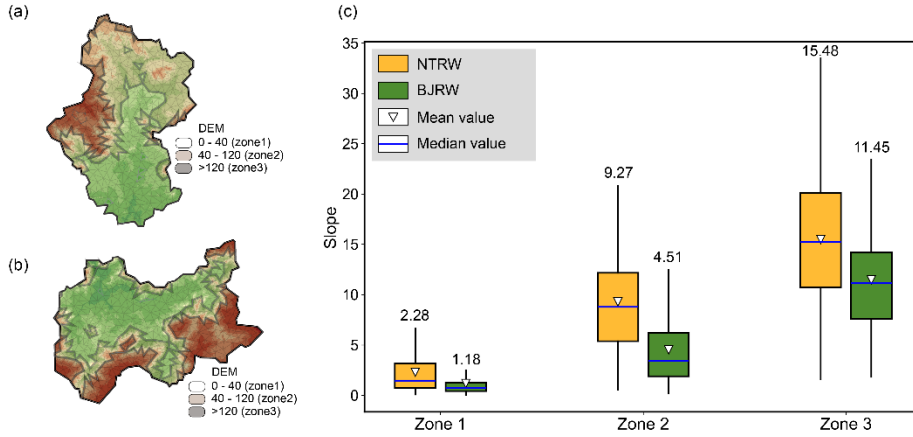 (a)
DEM
0 - 40 (zone1)
40 - 120 (zone2)
>120 (zone3)
(b)
DEM
0 - 40 (zone1)
40 - 120 (zone2)
>120 (zone3)
(c)
Slope
35
30
25
20
15
10
5
0
NTRW
BJRW
Mean value
Median value
2.28
1.18
9.27
4.51
15.48
11.45
Zone 1
Zone 2
Zone 3